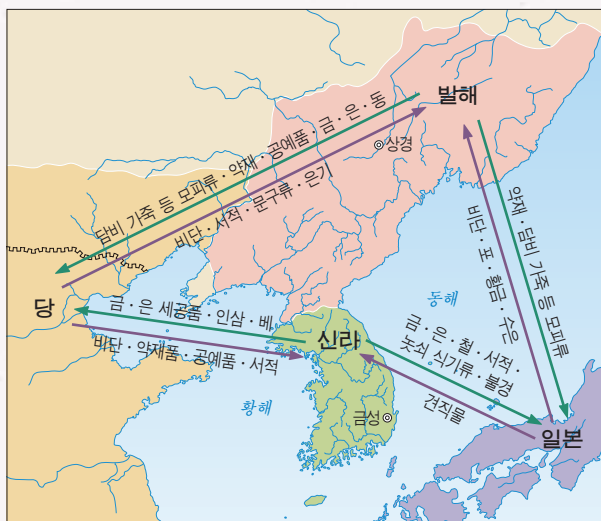 발해
상경
담비 가죽 등 모피류·약재·공예품·금·은·동
비단·서적·문구류·은기
약재·담비 가죽 등 모피류
비단·포·황금·수은
동해
당
금·은 세공품·인삼·베
비단·약재품·공예품·서적
신라
금·은·철·서적·
놋쇠 식기류·불경
견직물
황해
금성
일본